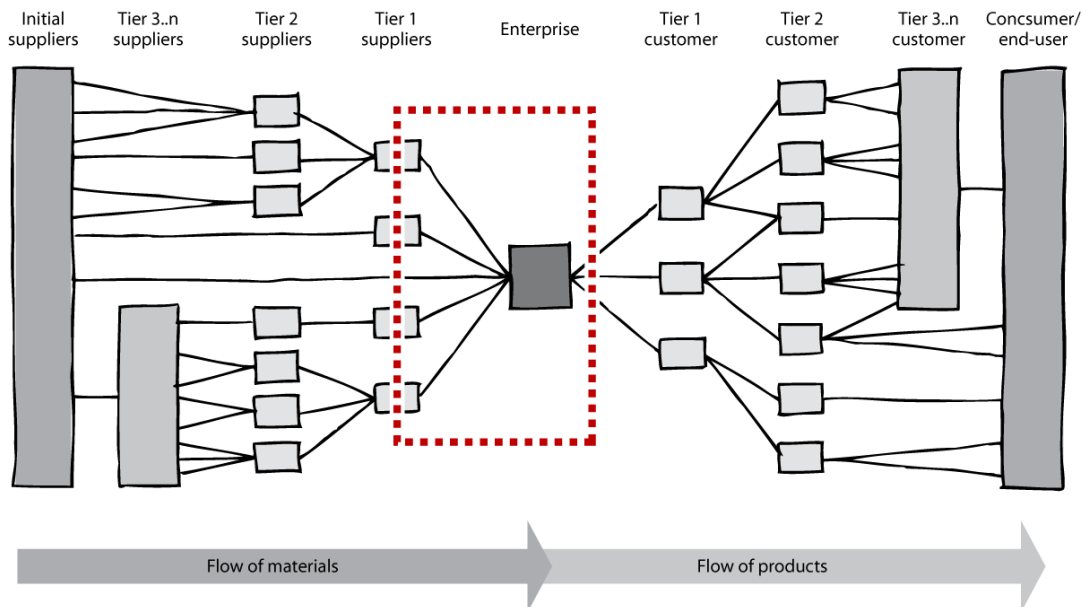 Initial
suppliers
Tier 3..n
suppliers
Tier 2
suppliers
Tier 1
suppliers
Enterprise
Tier 1
customer
Tier 2
customer
Tier 3..n
customer
Concsumer/
end-user
Flow of materials
Flow of products